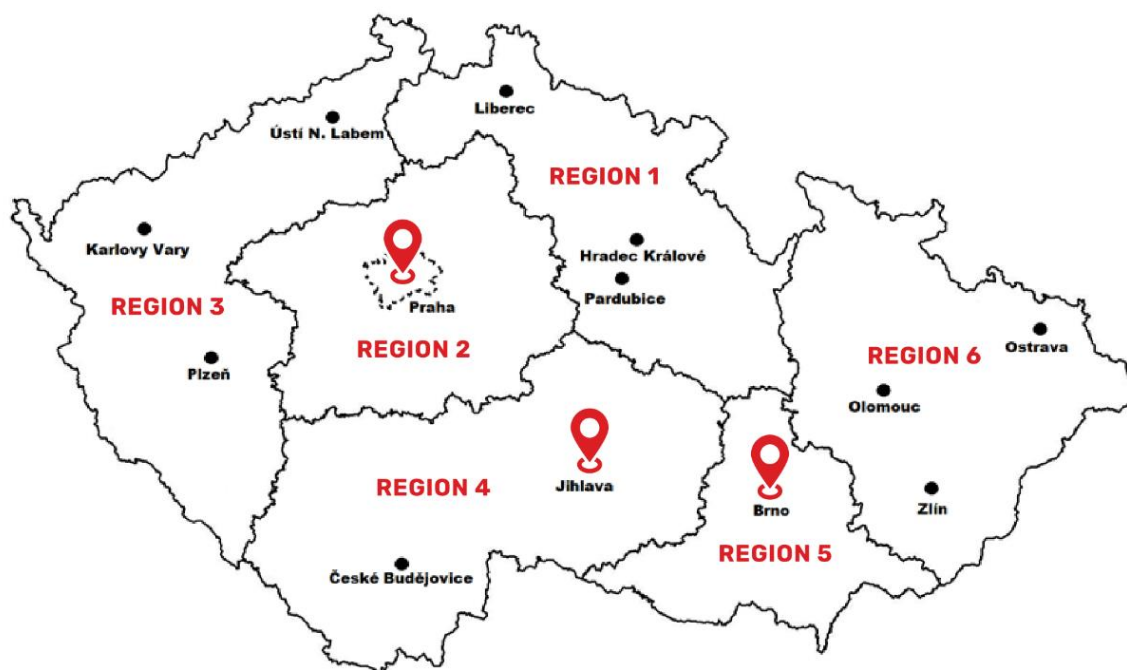 Liberec
Ústí N. Labem
REGION 1
Karlovy Vary
Hradec Králové
Pardubice
REGION 3
Praha
REGION 2
Plzeň
Ostrava
REGION 6
Olomouc
REGION 4
Jihlava
Brno
Zlín
REGION 5
České Budějovice